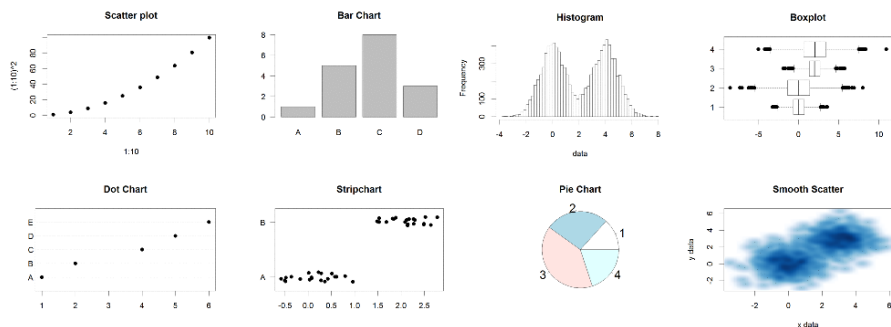 Scatter plot
(1:10)^2
0 20 40 60 80
2 4 6 8 10
1:10
Bar Chart
0 2 4 6 8
A B C D
Histogram
Frequency
0 100 300
-4 -2 0 2 4 6 8
data
Boxplot
4
3
2
1
-5 0 5 10
Dot Chart
E
D
C
B
A
1 2 3 4 5 6
Stripchart
B
A
-0.5 0.0 0.5 1.0 1.5 2.0 2.5
Pie Chart
2
1
3
4
Smooth Scatter
y data
-2 0 2 4 6
-2 0 2 4 6
x data